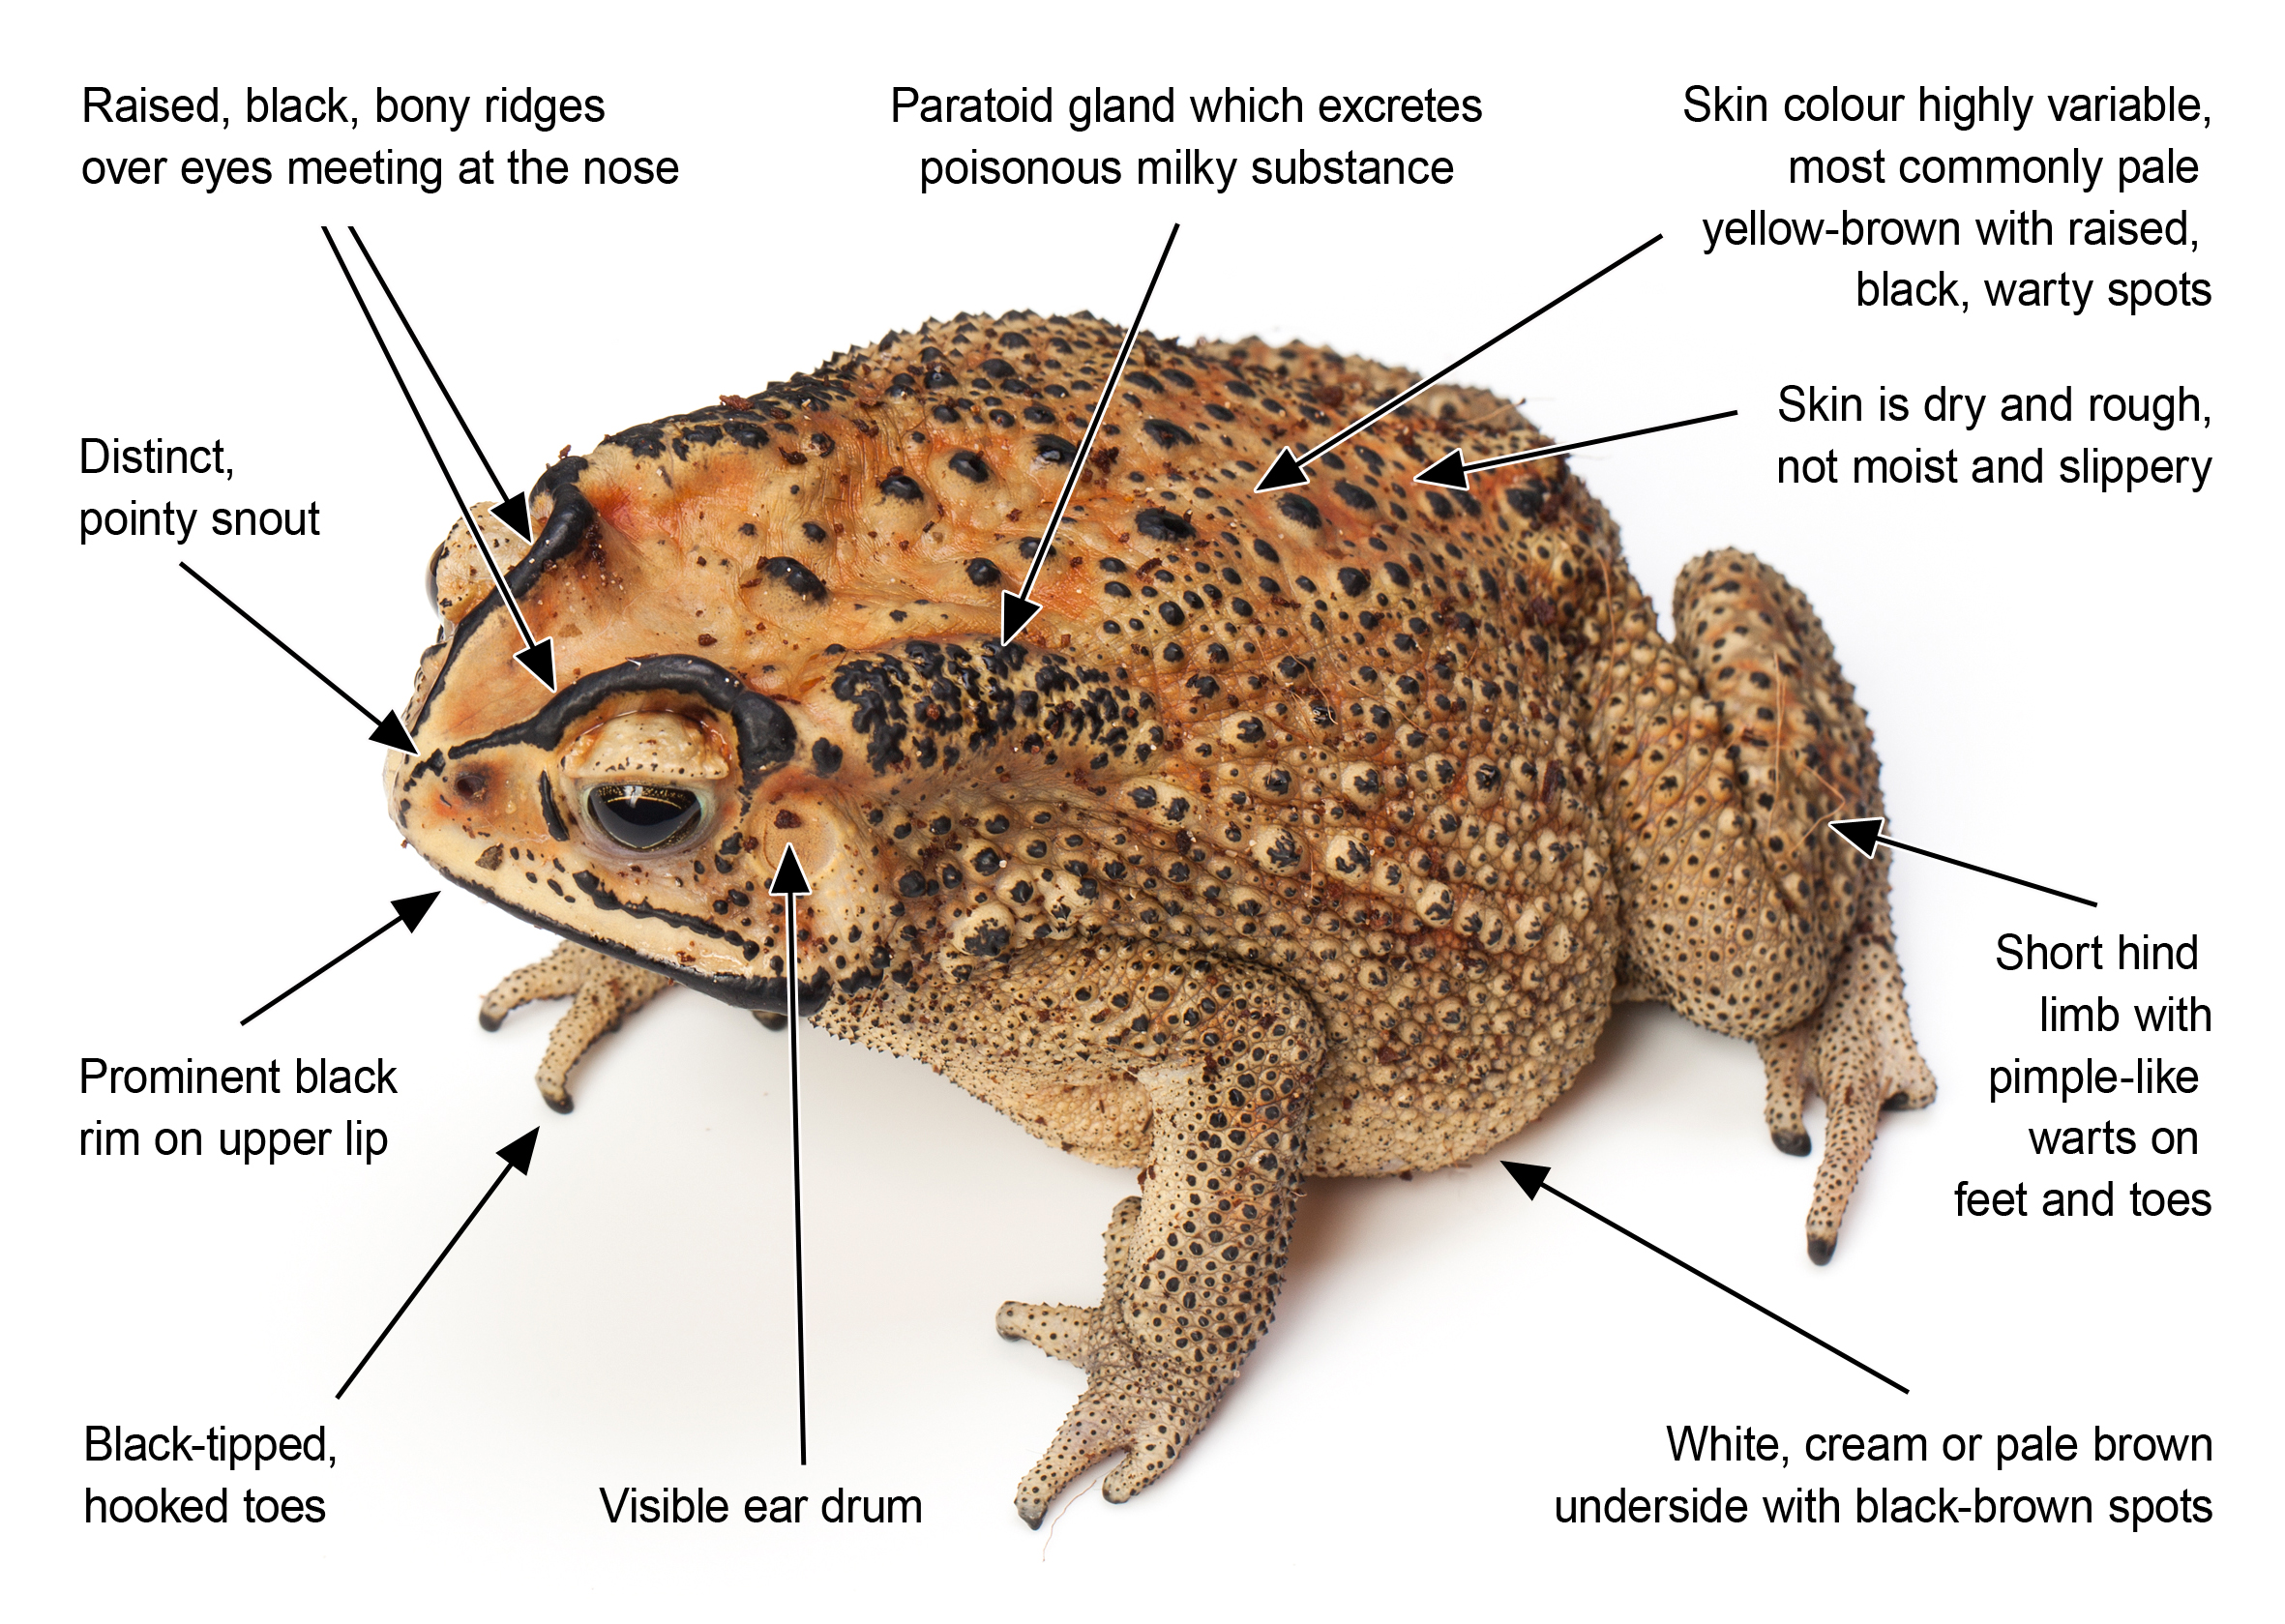 Raised, black, bony ridges
over eyes meeting at the nose
Paratoid gland which excretes
poisonous milky substance
Skin colour highly variable,
most commonly pale
yellow-brown with raised,
black, warty spots
Distinct,
pointy snout
Skin is dry and rough,
not moist and slippery
Prominent black
rim on upper lip
Short hind
limb with
pimple-like
warts on
feet and toes
Black-tipped,
hooked toes
Visible ear drum
White, cream or pale brown
underside with black-brown spots